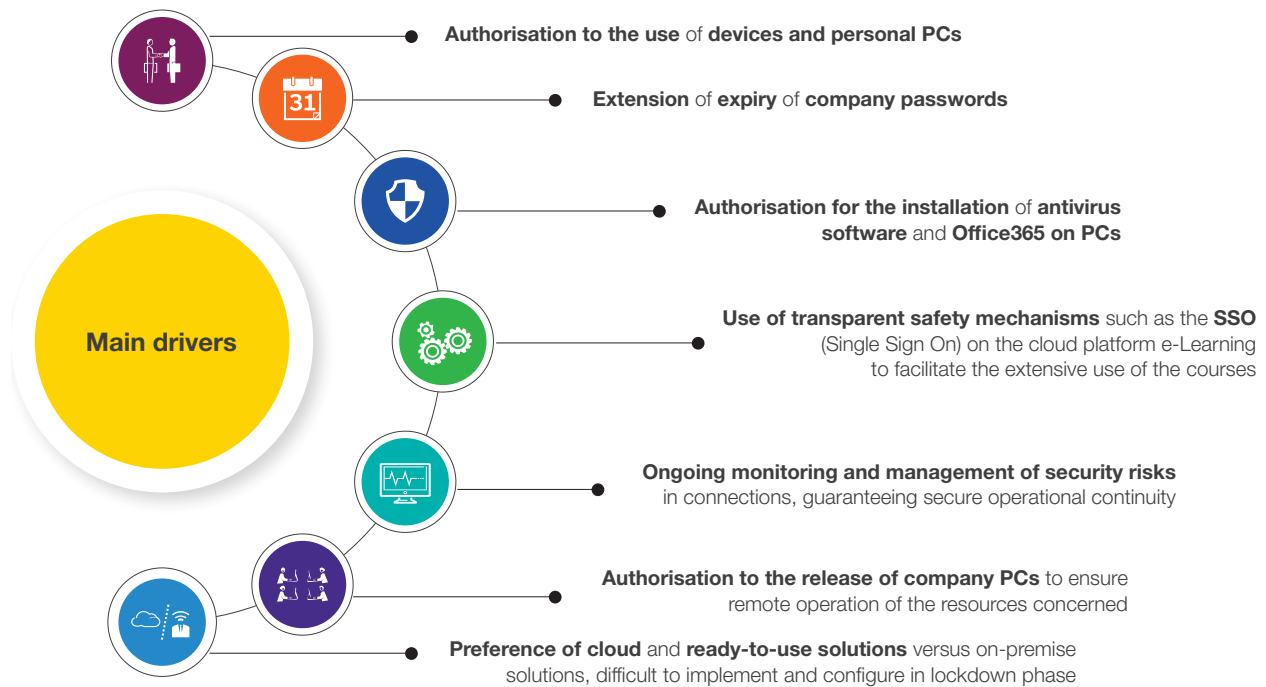 Authorisation to the use of devices and personal PCs
31
Extension of expiry of company passwords
Authorisation for the installation of antivirus
software and Office365 on PCs
Main drivers
Use of transparent safety mechanisms such as the SSO
(Single Sign On) on the cloud platform e-Learning
to facilitate the extensive use of the courses
Ongoing monitoring and management of security risks
in connections, guaranteeing secure operational continuity
Authorisation to the release of company PCs to ensure
remote operation of the resources concerned
Preference of cloud and ready-to-use solutions versus on-premise
solutions, difficult to implement and configure in lockdown phase